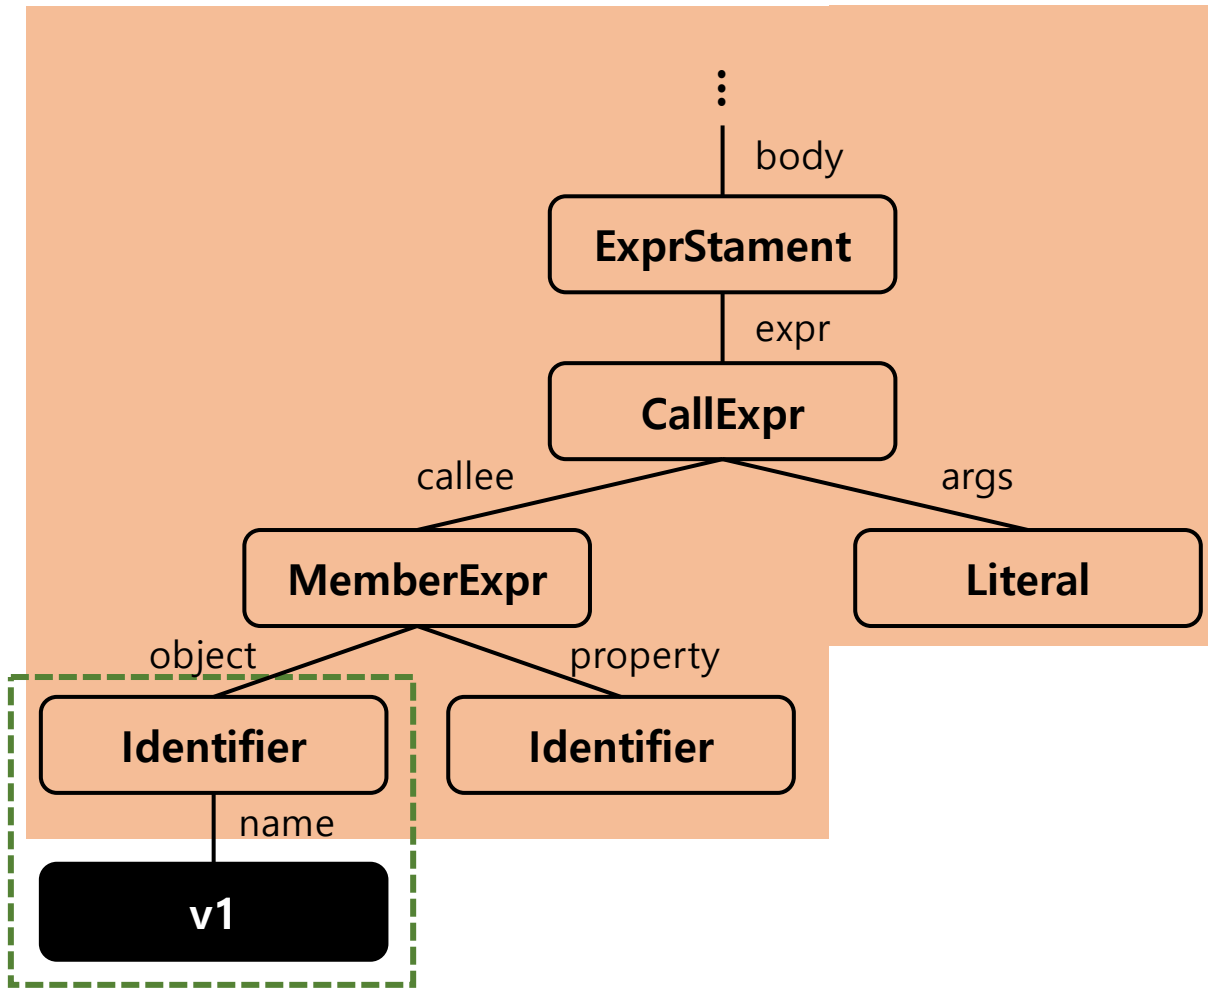 body
ExprStament
expr
CallExpr
callee
args
MemberExpr
Literal
object
property
Identifier
Identifier
name
v1